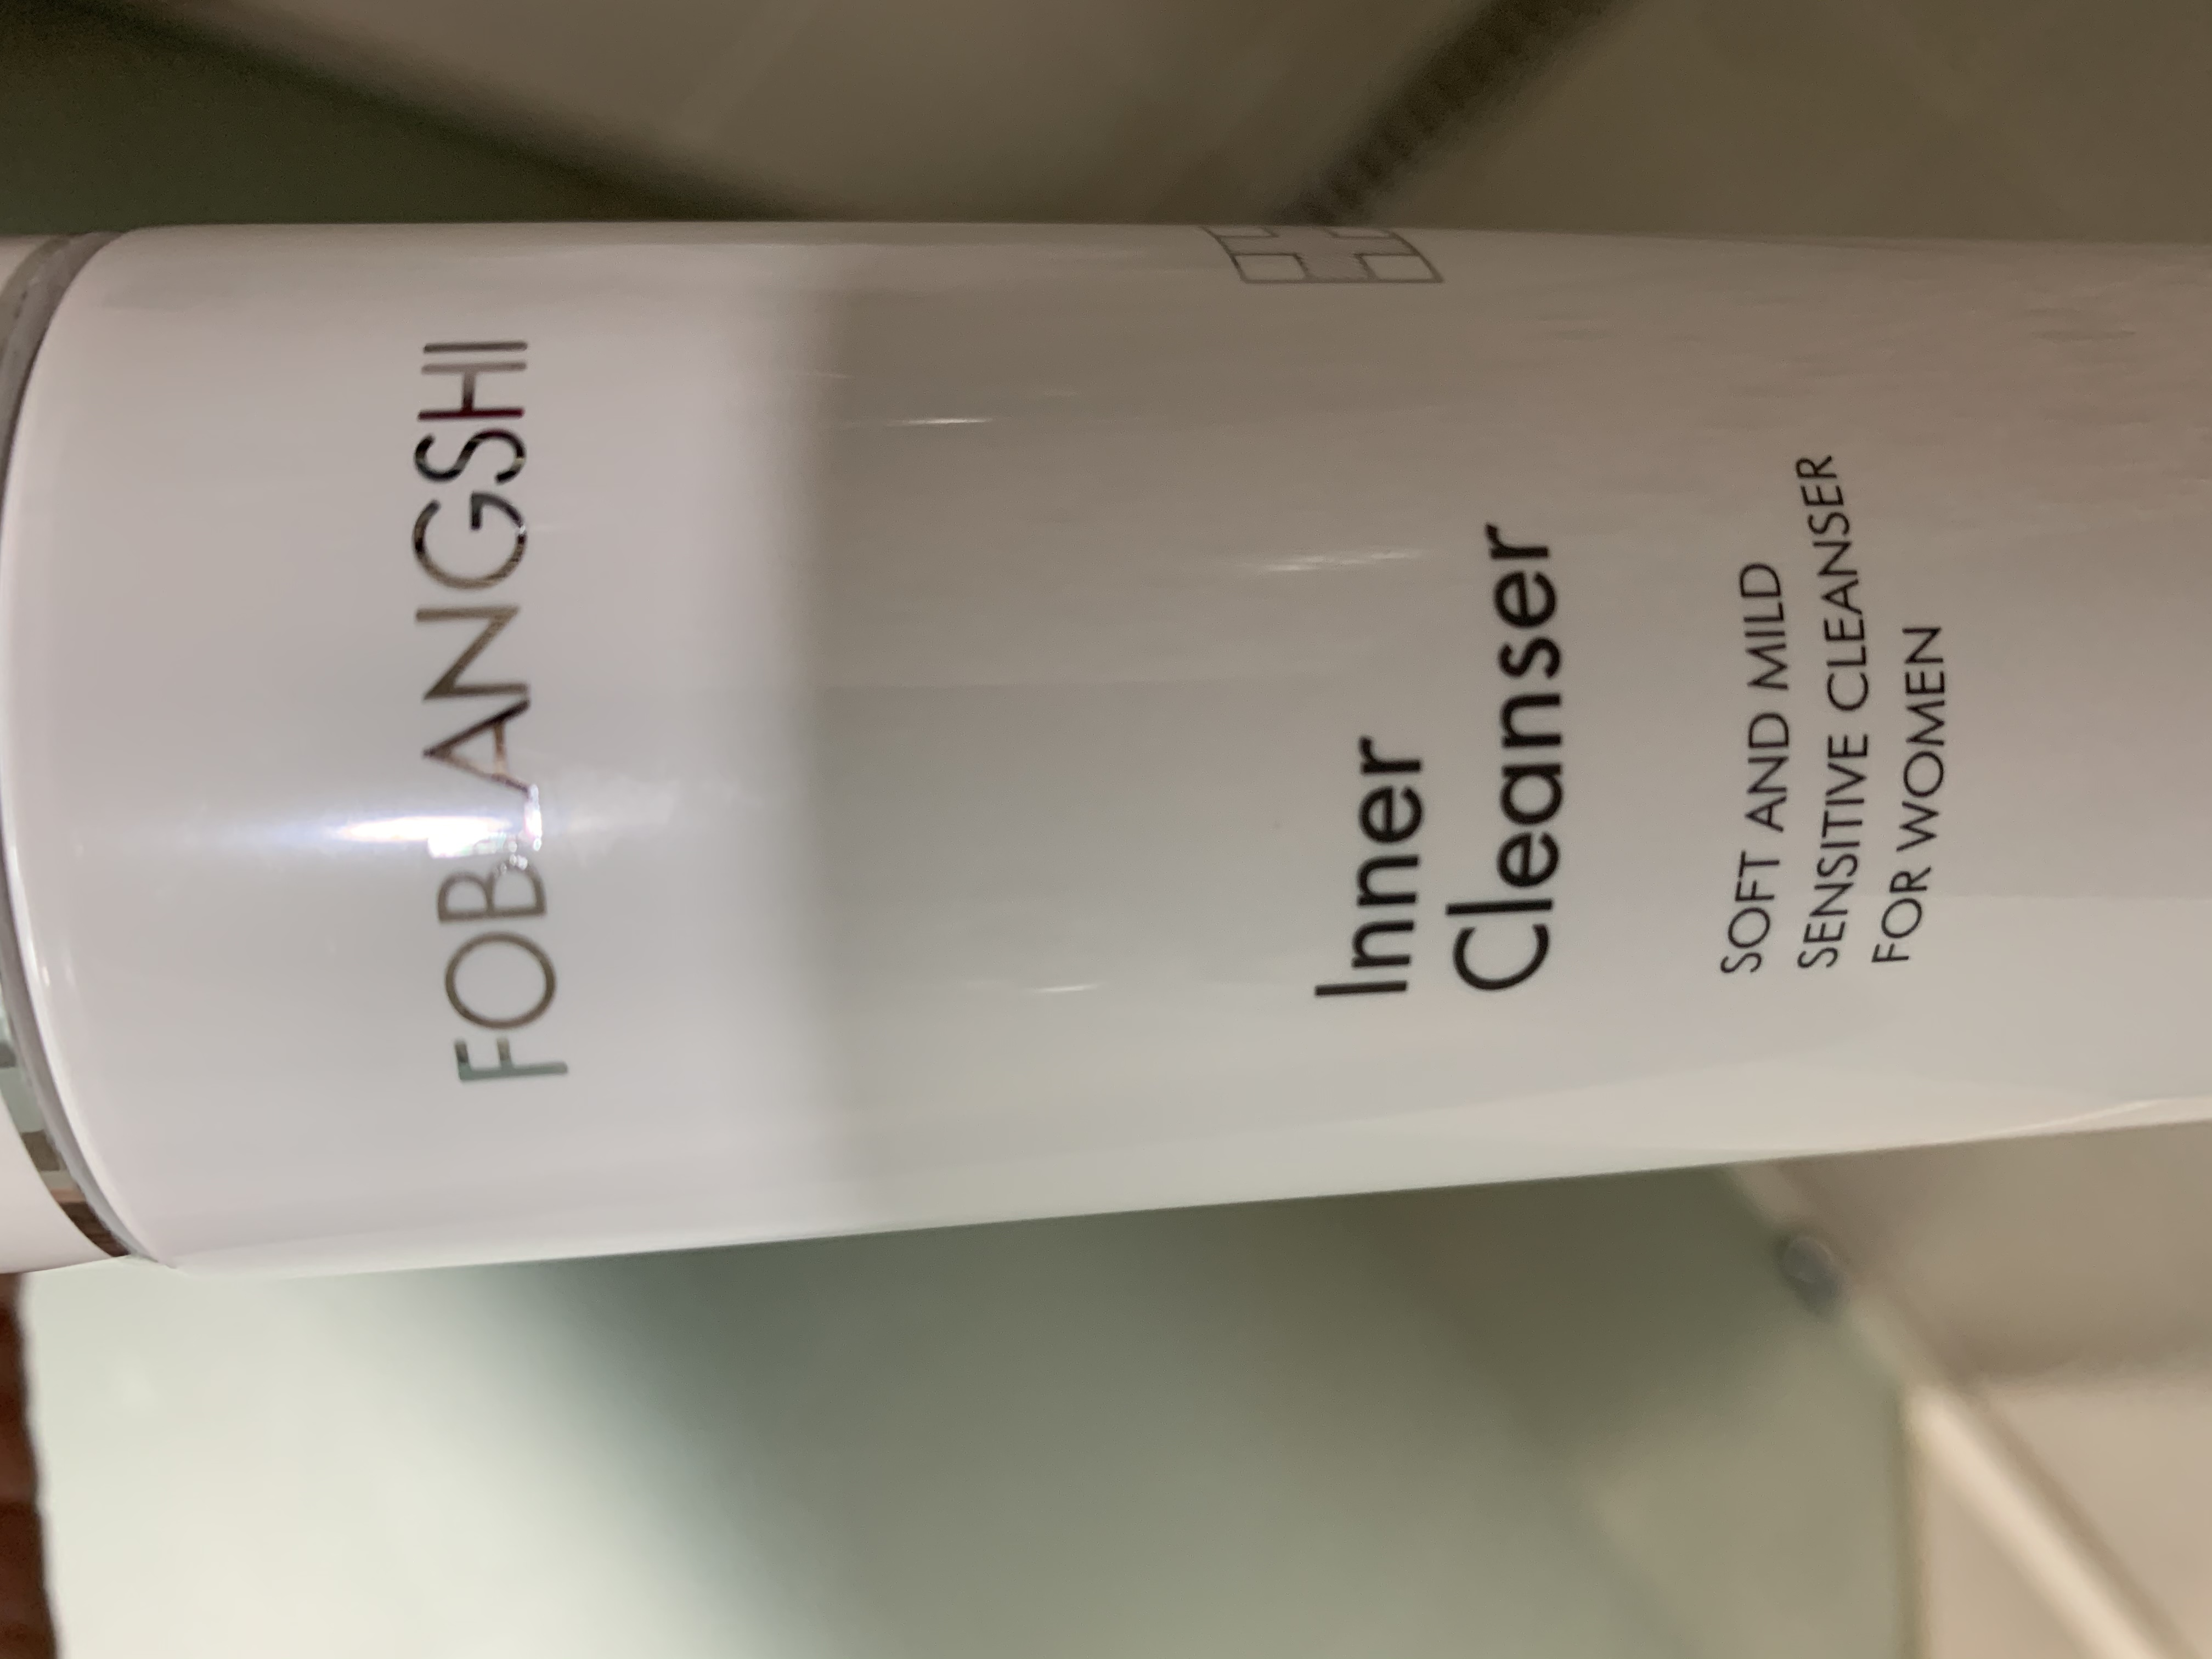 FOBLANGSHI
Inner
Cleanser
SOFT AND MILD
SENSITIVE CLEANSER
FOR WOMEN